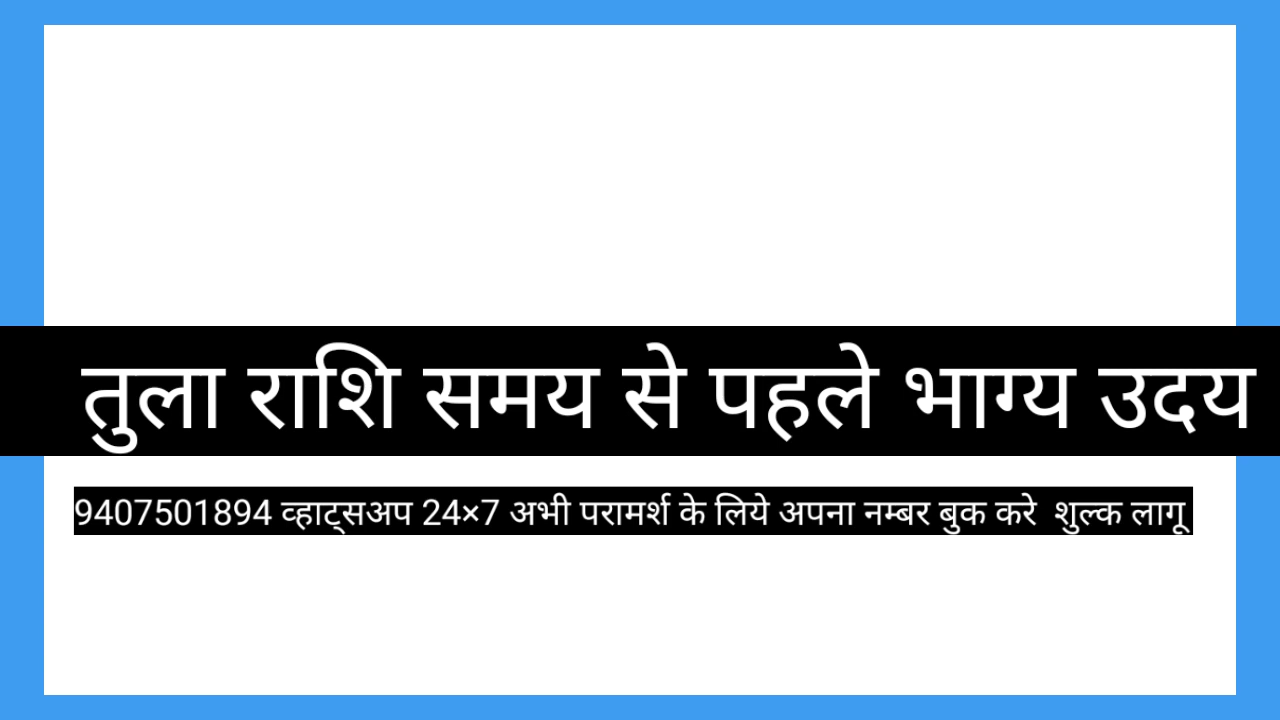 तुला राशि समय से पहले भाग्य उदय
9407501894 व्हाट्सअप 24×7 अभी परामर्श के लिये अपना नम्बर बुक करे  शुल्क लागू